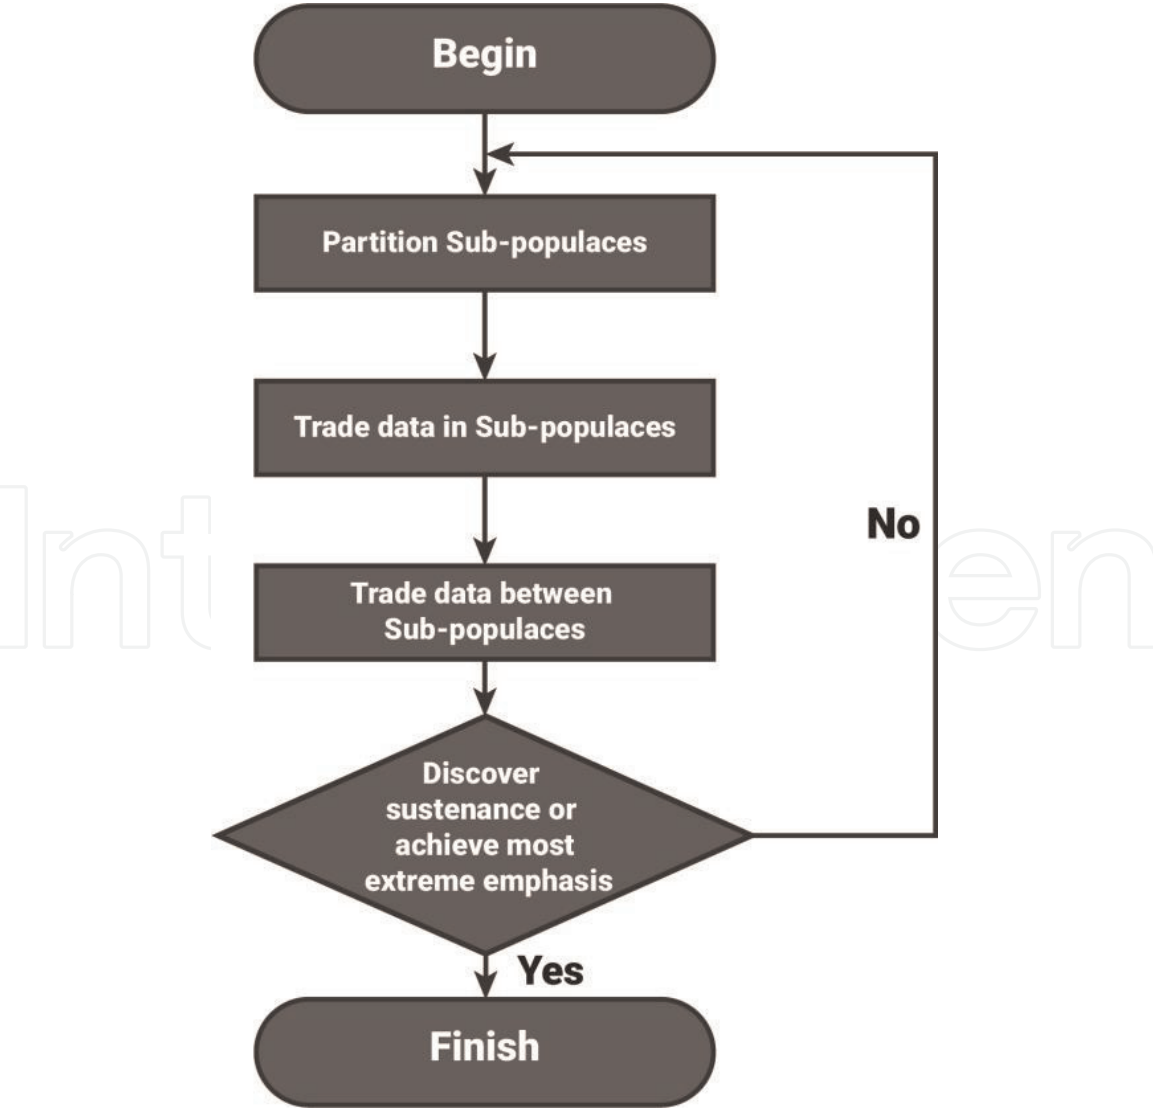 Begin
Partition Sub-populaces
Trade data in Sub-populaces
No
Trade data between
Sub-populaces
Discover
sustenance or
achieve most
extreme emphasis
Yes
Finish